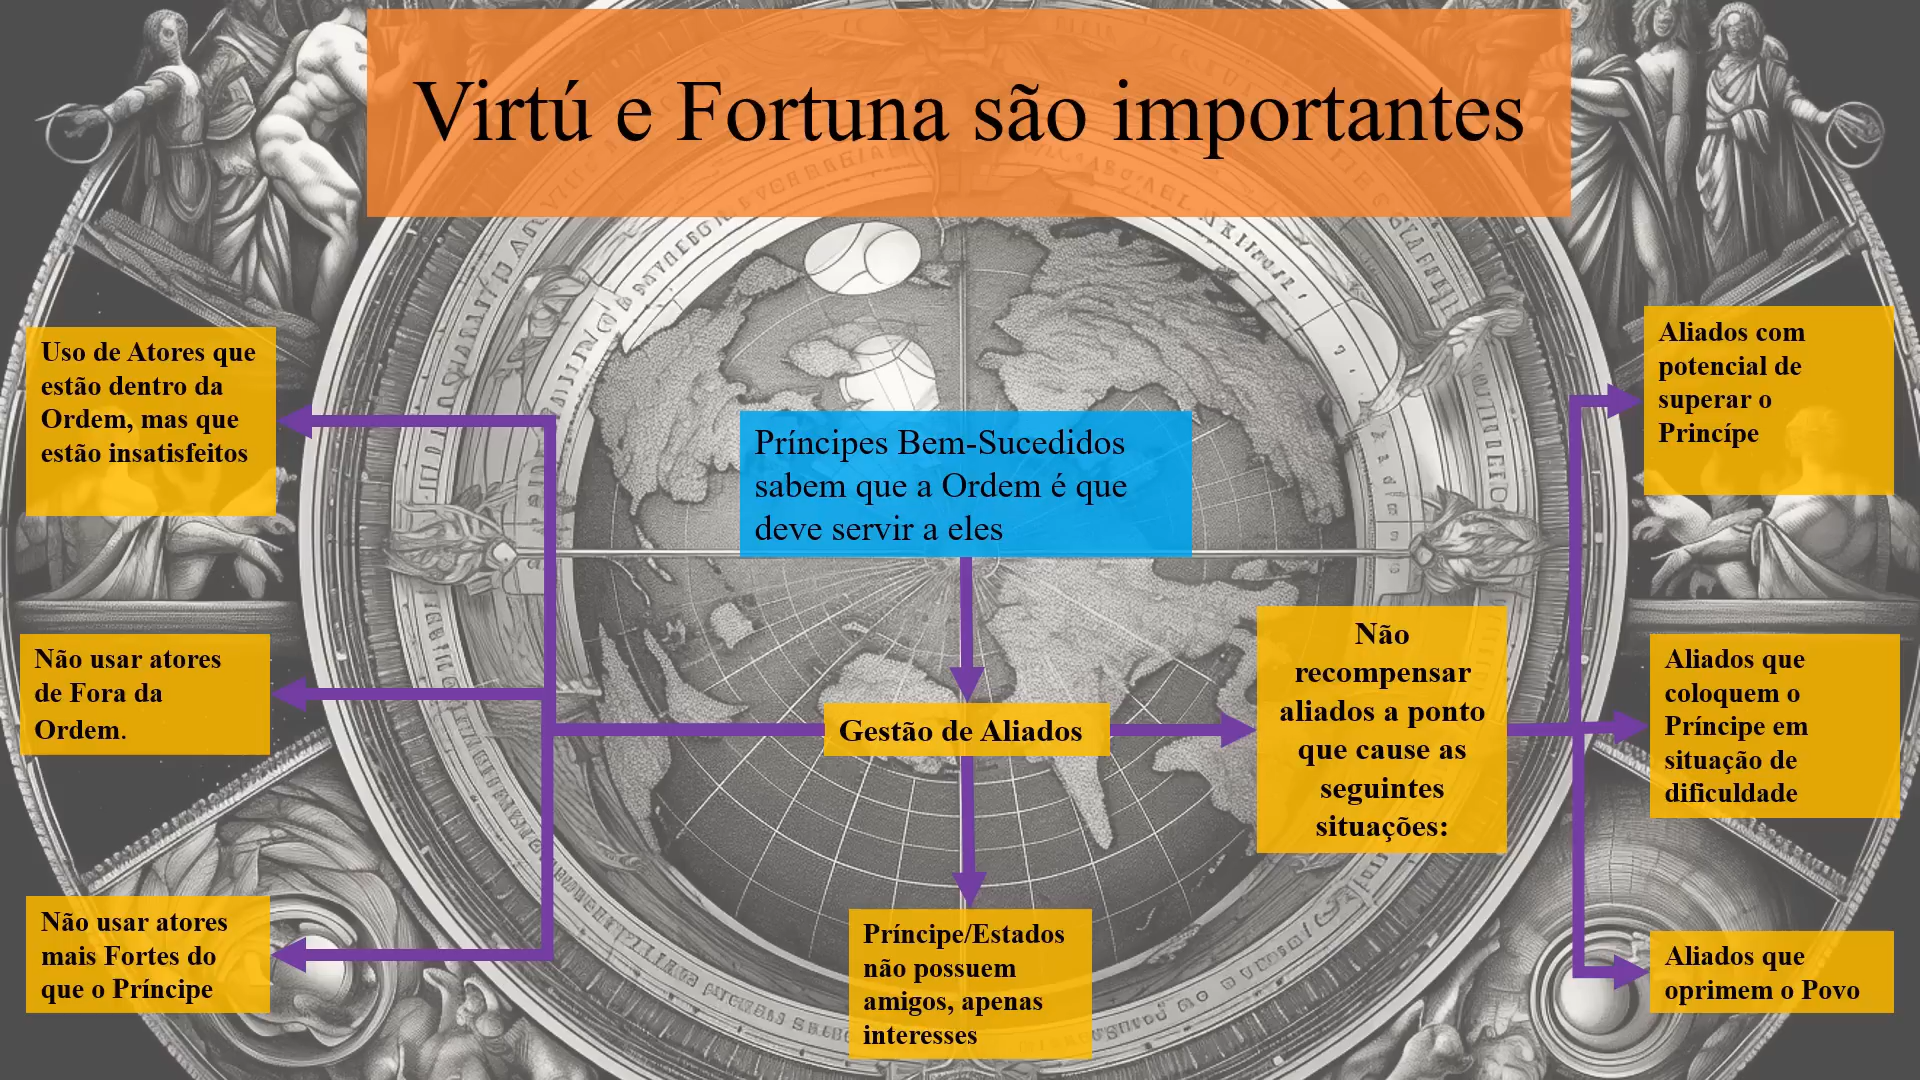 Virtú e Fortuna são importantes
Uso de Atores que
estão dentro da
Ordem, mas que
estão insatisfeitos
Aliados com
potencial de
superar o
Princípe
Príncipes Bem-Sucedidos
sabem que a Ordem é que
deve servir a eles
Não usar atores
de Fora da
Ordem.
Gestão de Aliados
Não
recompensar
aliados a ponto
que cause as
seguintes
situações:
Aliados que
coloquem o
Príncipe em
situação de
dificuldade
Não usar atores
mais Fortes do
que o Príncipe
Príncipe/Estados
não possuem
amigos, apenas
interesses
Aliados que
oprimem o Povo